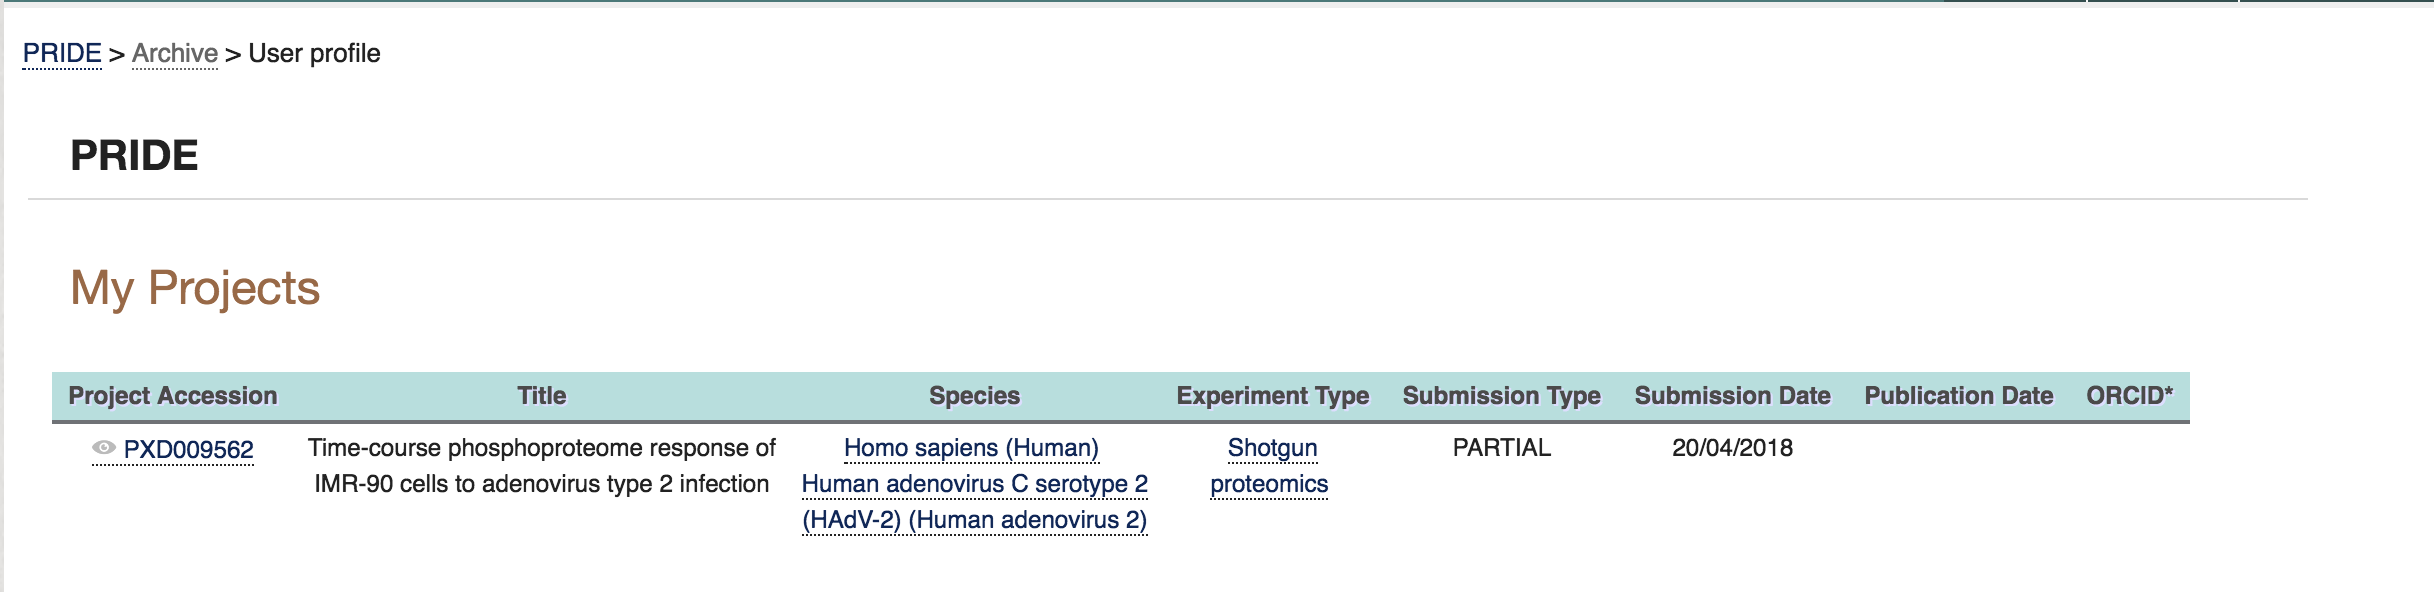 PRIDE > Archive > User profile
PRIDE
My Projects
Project Accession Title Species Experiment Type Submission Type Submission Date Publication Date ORCID*
PXD009562 Time-course phosphoproteome response of Homo sapiens (Human) Shotgun PARTIAL 20/04/2018
IMR-90 cells to adenovirus type 2 infection Human adenovirus C serotype 2 proteomics
(HAdV-2) (Human adenovirus 2)